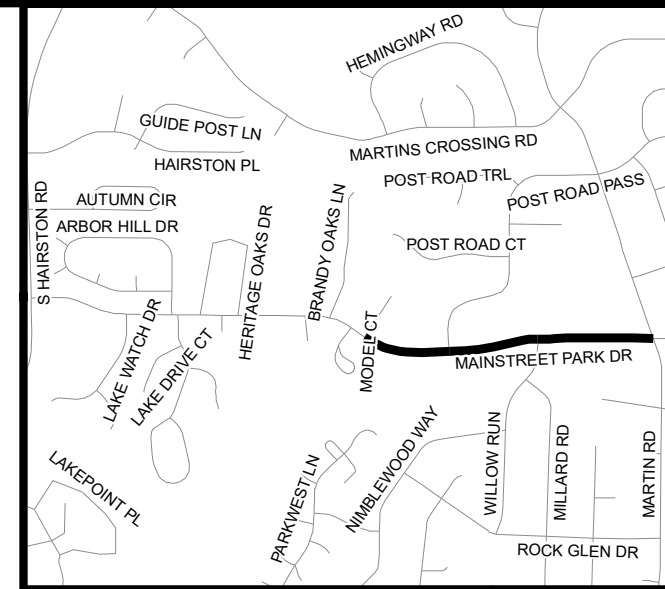 HEMINGWAY RD
GUIDE POST LN
MARTINS CROSSING RD
HAIRSTON PL
POST ROAD TRL
POST ROAD PASS
AUTUMN CIR
S HAIRSTON RD
ARBOR HILL DR
HERITAGE OAKS DR
BRANDY OAKS LN
POST ROAD CT
LAKE WATCH DR
LAKE DRIVE CT
MODEL CT
MAINSTREET PARK DR
LAKEPOINT PL
PARKWEST LN
NIMBLEWOOD WAY
WILLOW RUN
MILLARD RD
MARTIN RD
ROCK GLEN DR